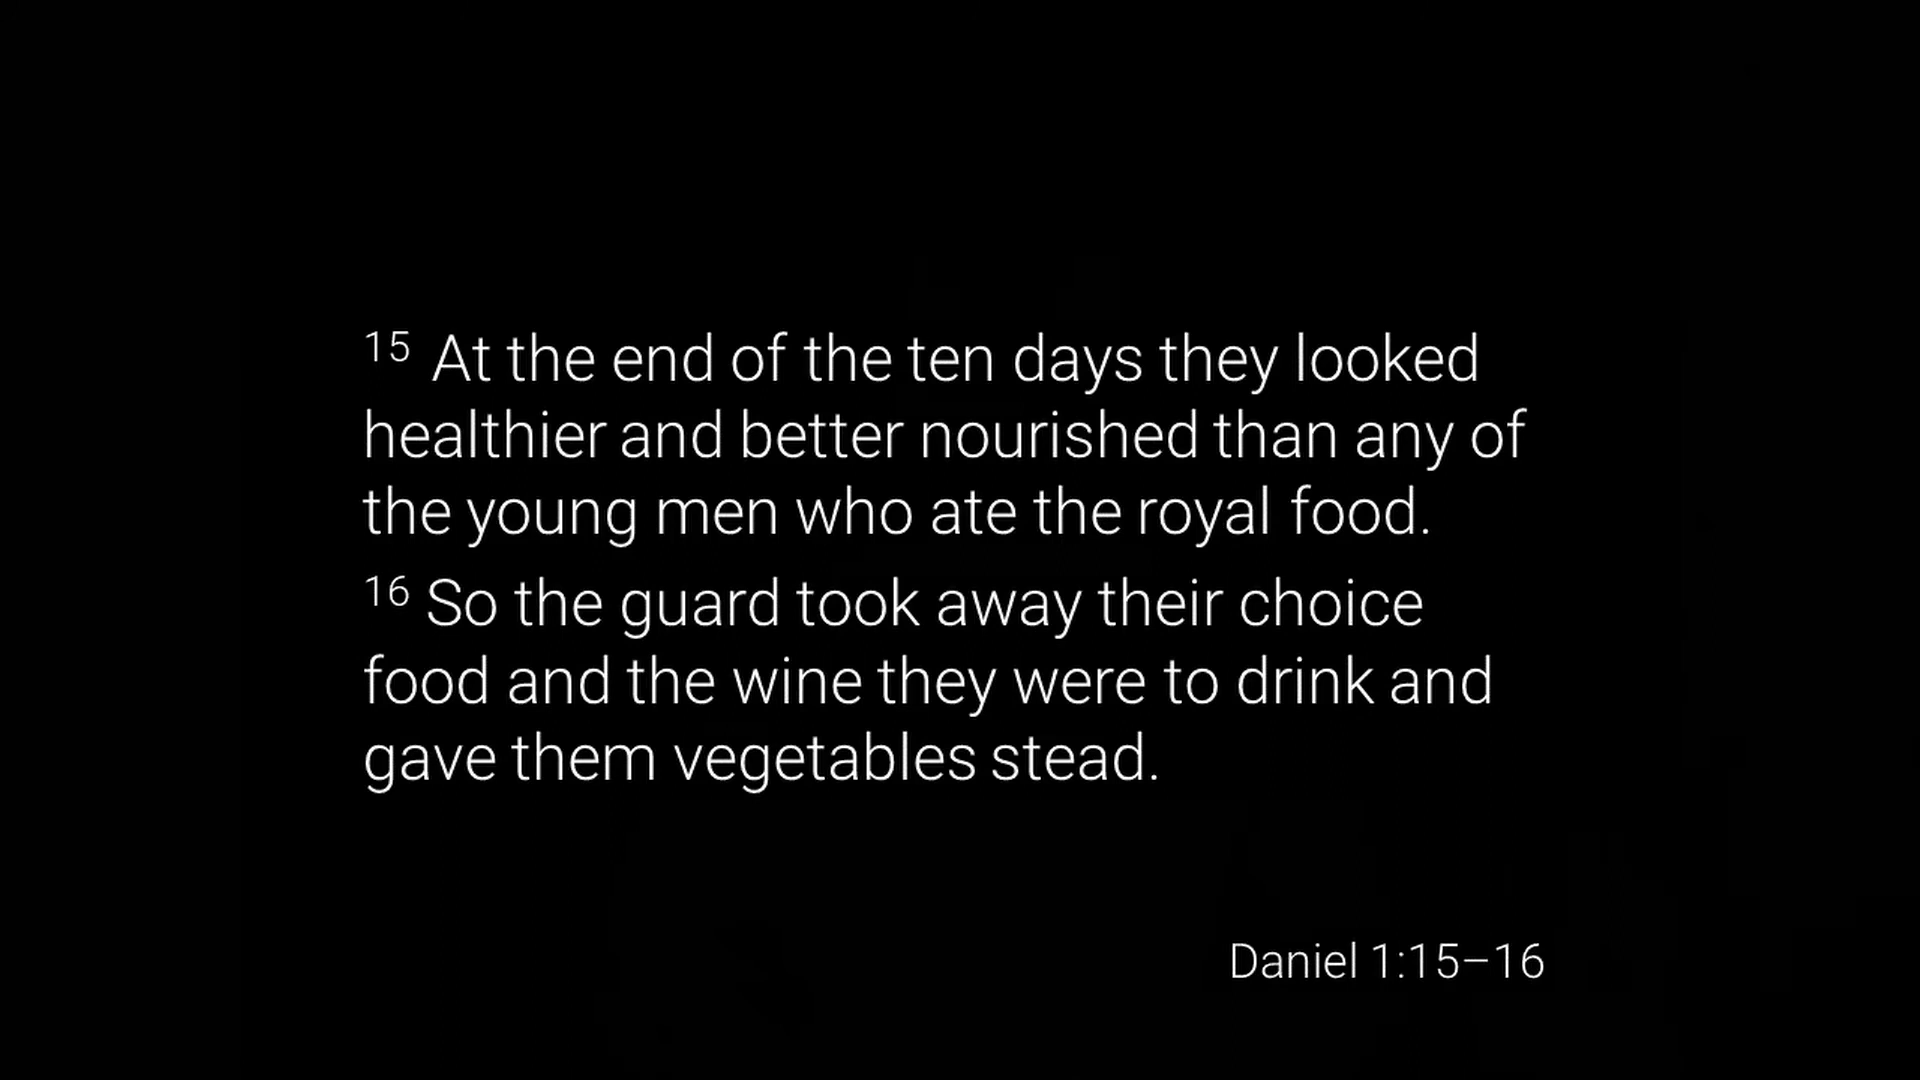 15 At the end of the ten days they looked
healthier and better nourished than any of
the young men who ate the royal food.
16 So the guard took away their choice
food and the wine they were to drink and
gave them vegetables stead.
Daniel 1:15–16